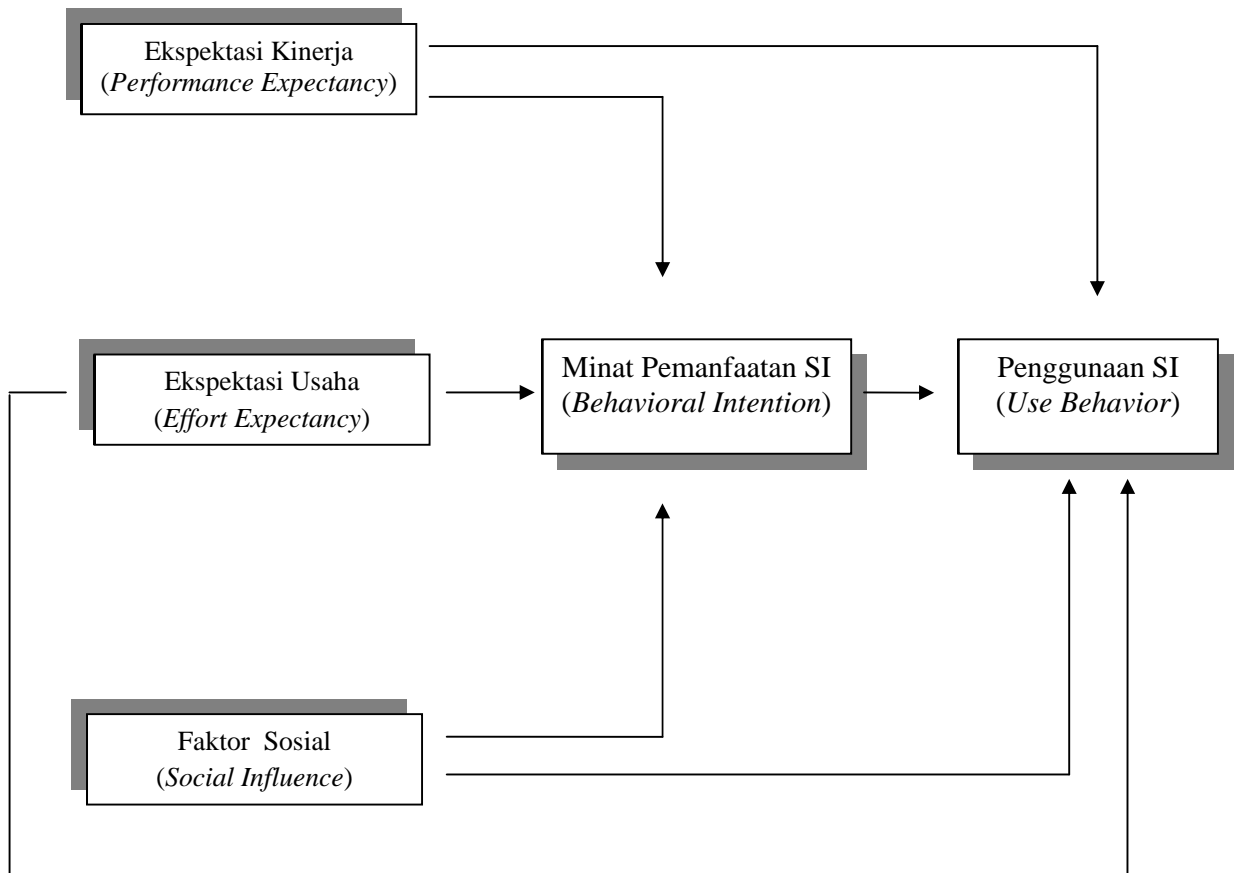 Ekspektasi Kinerja
(Performance Expectancy)
Ekspektasi Usaha
(Effort Expectancy)
Minat Pemanfaatan SI
(Behavioral Intention)
Penggunaan SI
(Use Behavior)
Faktor Sosial
(Social Influence)